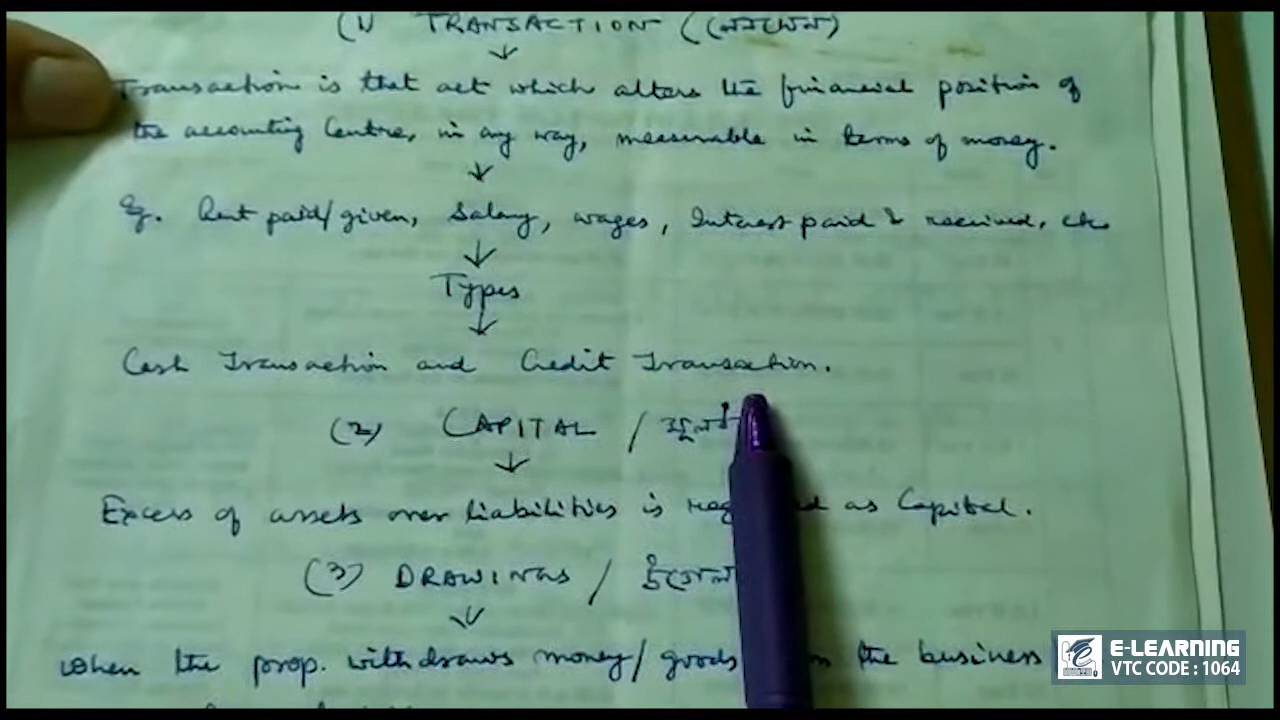 (1) TRANSACTION (লেনদেন)
Transaction is that act which alters the financial position of
the accounting Centre, in any way, measurable in terms of money.
Eg. Rent paid/given, Salary, wages, Interest paid & received, etc
Types
Cash Transaction and Credit Transaction.
(2) CAPITAL /
Excess of assets over liabilities is as Capital.
(3) DRAWINGS /
when the prop. withdraws money/ goods the business
E-LEARNING
VTC CODE : 1064